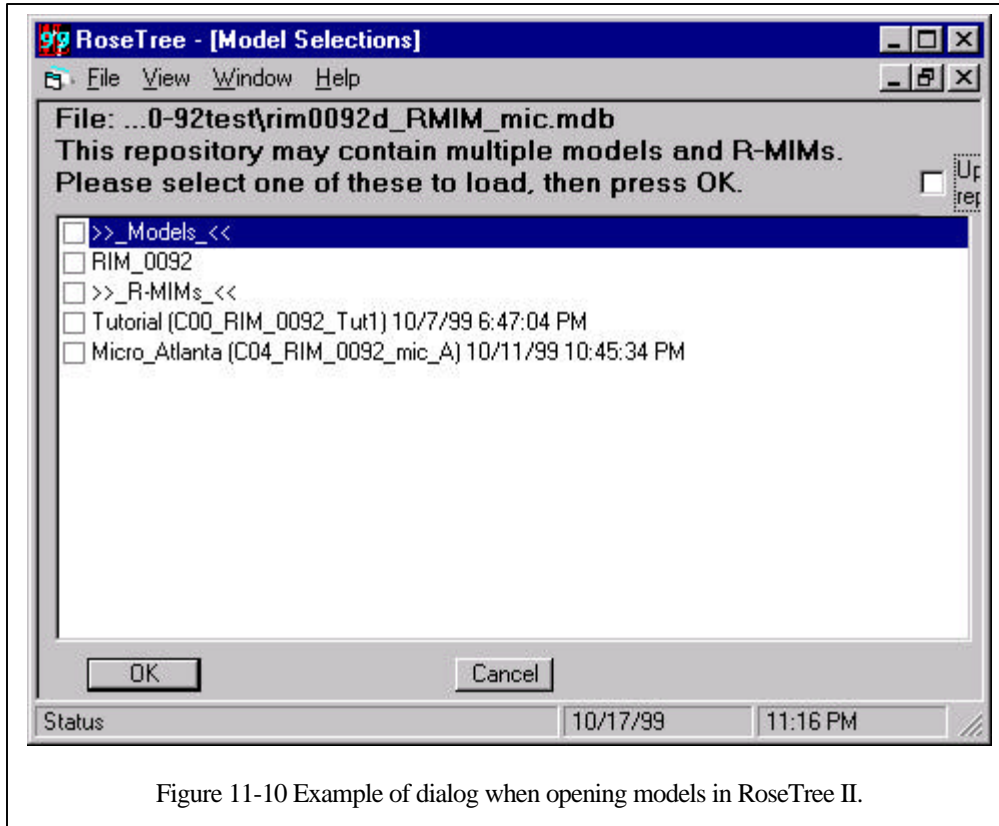 RoseTree - [Model Selections]
File View Window Help
File: ...0-92test\rim0092d_RMIM_mic.mdb
This repository may contain multiple models and R-MIMs.
Please select one of these to load, then press OK.
>>_Models_<<
RIM_0092
>>_R-MIMs_<<
Tutorial (C00_RIM_0092_Tut1) 10/7/99 6:47:04 PM
Micro_Atlanta (C04_RIM_0092_mic_A) 10/11/99 10:45:34 PM
OK Cancel
Status 10/17/99 11:16 PM
Figure 11-10 Example of dialog when opening models in RoseTree II.